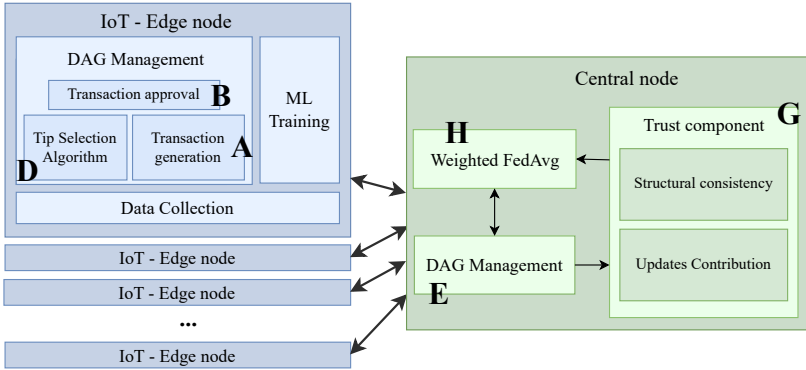 IoT - Edge node
DAG Management
Transaction approval
B
Tip Selection
Algorithm
D
Transaction
generation
A
ML
Training
Data Collection
IoT - Edge node
IoT - Edge node
...
IoT - Edge node
Central node
H
Weighted FedAvg
DAG Management
E
G
Trust component
Structural consistency
Updates Contribution